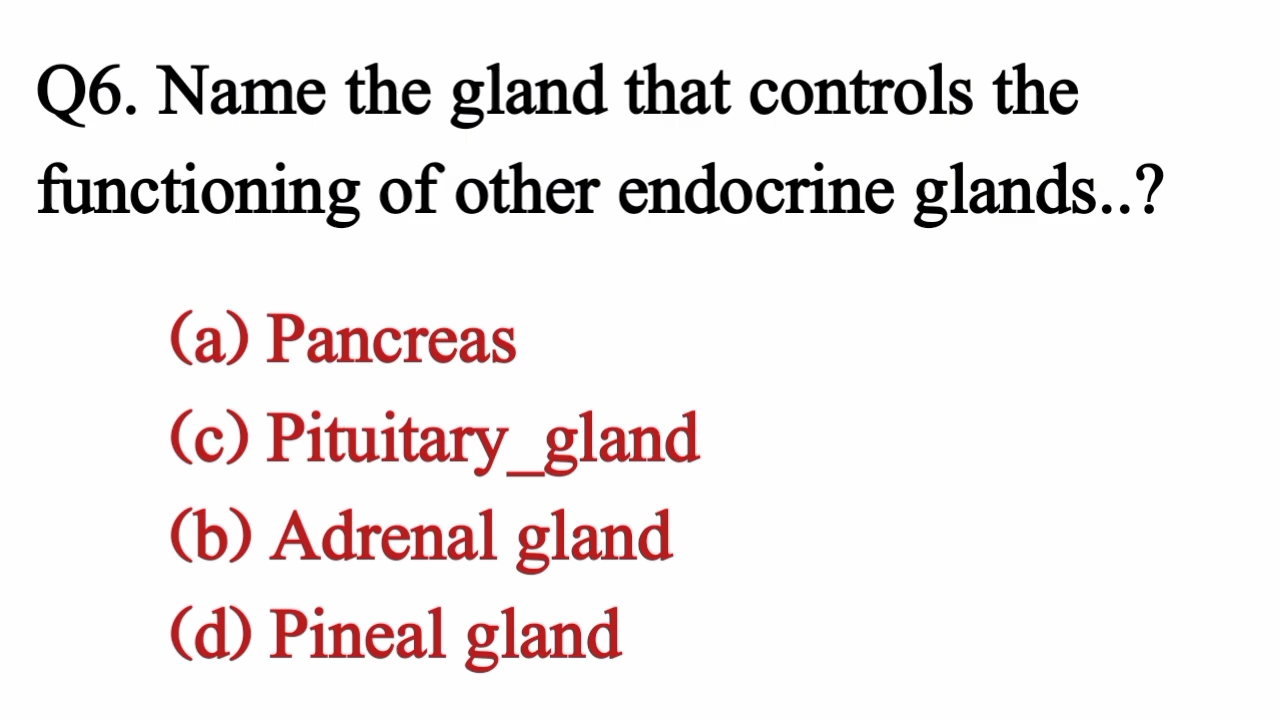 Q6. Name the gland that controls the
functioning of other endocrine glands..?
(a) Pancreas
(c) Pituitary_gland
(b) Adrenal gland
(d) Pineal gland